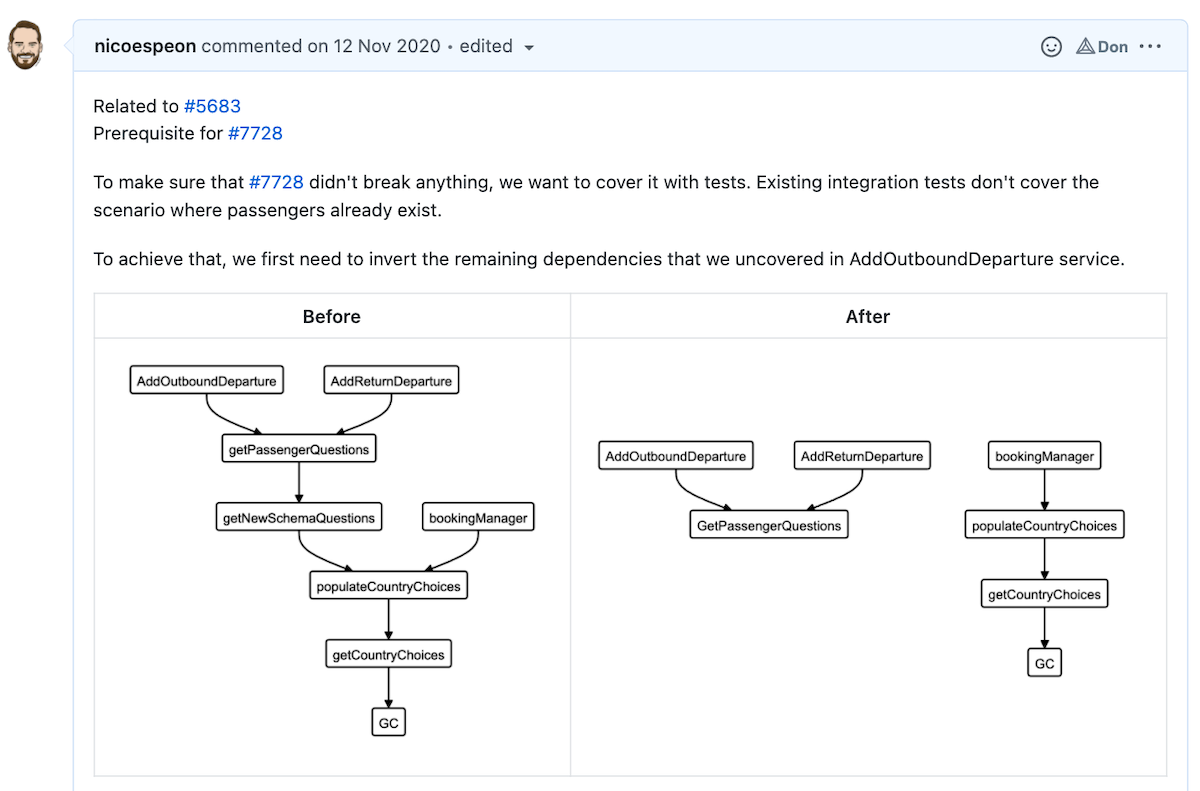 nicoespeon commented on 12 Nov 2020 • edited
Don
Related to #5683
Prerequisite for #7728
To make sure that #7728 didn't break anything, we want to cover it with tests. Existing integration tests don't cover the
scenario where passengers already exist.
To achieve that, we first need to invert the remaining dependencies that we uncovered in AddOutboundDeparture service.
Before
After
AddOutboundDeparture
AddReturnDeparture
getPassengerQuestions
getNewSchemaQuestions
bookingManager
populateCountryChoices
getCountryChoices
GC
AddOutboundDeparture
AddReturnDeparture
bookingManager
GetPassengerQuestions
populateCountryChoices
getCountryChoices
GC